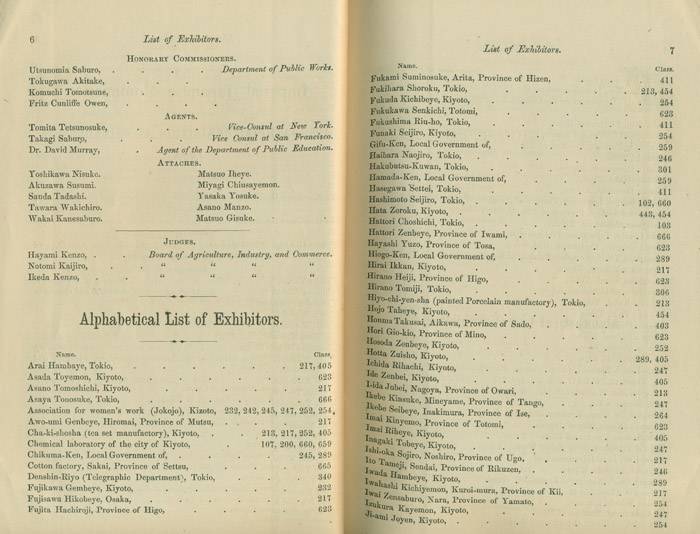 6 List of Exhibitors.
Honorary Commissioners.
Utsunomia Saburo, . . . . Department of Public Works.
Tokugawa Akitake, . . . .
Komuchi Tomotsune, . . . .
Fritz Cunliffe Owen, . . . .
Agents.
Tomita Tetsunosuke, . . . Vice-Consul at New York.
Takagi Saburo, . . . Vice Consul at San Francisco.
Dr. David Murray, . Agent of the Department of Public Education.
Attaches.
Yoshikawa Nisuke. Matsuo Iheye.
Akuzawa Susumi. Miyagi Chiusayemon.
Sanda Tadashi. Yasaka Yosuke.
Tawara Wakichiro. Asano Manzo.
Wakai Kanesaburo. Matsuo Gisuke.
Judges.
Hayami Kenzo, . . Board of Agriculture, Industry, and Commerce.
Notomi Kaijiro, . . “ “ “ “
Ikeda Kenzo, . . “ “ “ “
Alphabetical List of Exhibitors.
Name. Class.
Arai Hambaye, Tokio, 217, 405
Asada Toyemon, Kiyoto, 623
Asano Tomoshichi, Kiyoto, 217
Asaya Tonosuke, Tokio, 666
Association for women's work (Jokojo), Kizoto, 232, 242, 245, 247, 252, 254,
Awo-umi Genbeye, Hiromai, Province of Mutsu, 217
Cha-ki-shosha (tea set manufactory), Kiyoto, 213, 217, 252, 405
Chemical laboratory of the city of Kiyoto, 107, 200, 660, 659
Chikuma-Ken, Local Government of, 245, 289
Cotton factory, Sakai, Province of Settsu, 665
Denshin-Riyo (Telegraphic Department), Tokio, 340
Fujikawa Gembeye, Kiyoto, 232
Fujisawa Hikobeye, Osaka, 217
Fujita Hachiroji, Province of Higo, 623
List of Exhibitors. 7
Name. Class.
Fukami Suminosuke, Arita, Province of Hizen, 411
Fukihara Shoroku, Tokio, 213, 454
Fukuda Kichibeye, Kiyoto, 254
Fukukawa Senkichi, Totomi, 623
Fukushima Riu-ho, Tokio, 411
Funaki Seijiro, Kiyoto, 254
Gifu-Ken, Local Government of, 259
Haibara Naojiro, Tokio, 246
Hakubutsu-Kuwan, Tokio, 301
Hamada-Ken, Local Government of, 259
Hasegawa Settei, Tokio, 411
Hashimoto Seijiro, Tokio, 102, 660
Hata Zoroku, Kiyoto, 443, 454
Hattori Choshichi, Tokio, 103
Hattori Zenbeye, Province of Iwami, 666
Hayashi Yuzo, Province of Tosa, 623
Hiogo-Ken, Local Government of, 289
Hirai Ikkan, Kiyoto, 217
Hirano Heiji, Province of Higo, 623
Hirano Tomiji, Tokio, 306
Hiyo-chi-yen-sha (painted Porcelain manufactory), Tokio, 213
Hojo Taheye, Kiyoto, 454
Honma Takusai, Aikawa, Province of Sado, 403
Hori Gio-kio, Province of Mino, 623
Hosoda Zenbeye, Kiyoto, 252
Hotta Zuisho, Kiyoto, 289, 405
Ichida Rihachi, Kiyoto, 247
Ide Zenbei, Kiyoto, 405
Iida Jubei, Nagoya, Province of Owari, 213
Ikebe Kinsuke, Mineyame, Province of Tango, 247
Ikebe Seibeye, Inakimura, Province of Ise, 264
Imai Kinyemo, Province of Totomi, 623
Imai Riheye, Kiyoto, 405
Inagaki Tobeye, Kiyoto, 247
Ishi-oka Sojiro, Noshiro, Province of Ugo, 217
Ito Tameji, Sendai, Province of Rikuzen, 246
Iwada Hambeye, Kiyoto, 289
Iwahashi Kichiyemon, Kuroi-mura, Province of Kii, 217
Iwai Zensaburo, Nara, Province of Yamato, 254
Izukura Kayemon, Kiyoto, 247
Ji-ami Joyen, Kiyoto, 254